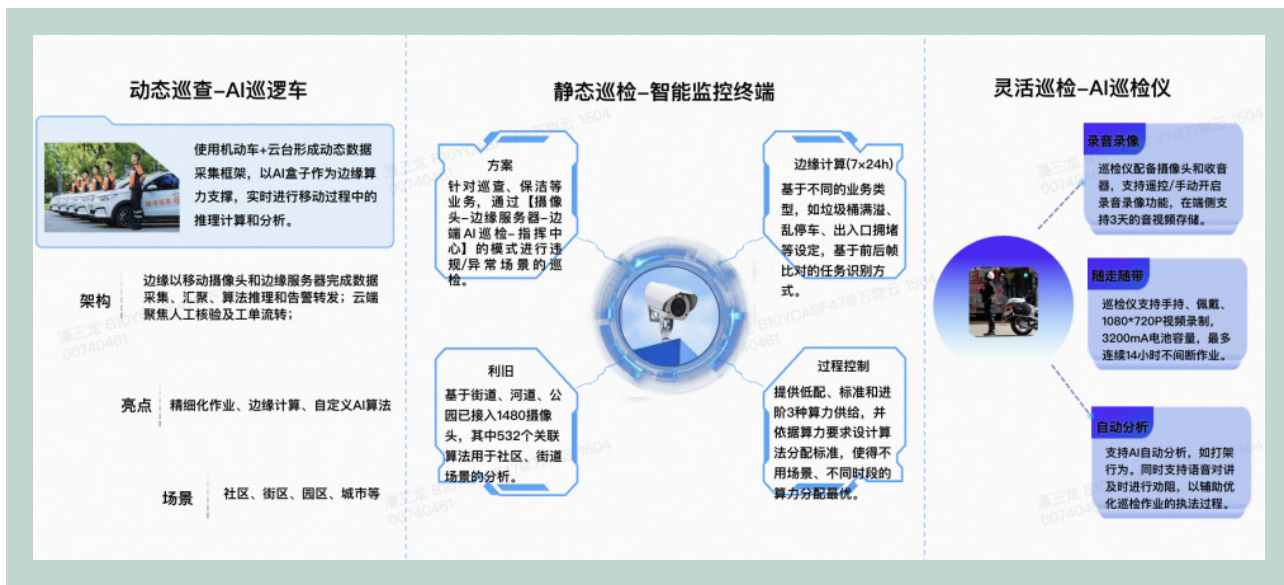 动态巡查-AI巡逻车
使用机动车+云台形成动态数据
采集框架，以AI盒子作为边缘算
力支撑，实时进行移动过程中的
推理计算和分析。
架构
边缘以移动摄像头和边缘服务器完成数据
采集、汇聚、算法推理和告警转发；云端
聚焦人工核验及工单流转；
亮点
精细化作业、边缘计算、自定义AI算法
场景
社区、街区、园区、城市等
静态巡检-智能监控终端
方案
针对巡查、保洁等
业务，通过【摄像
头-边缘服务器-边
端AI巡检-指挥中
心】的模式进行违
规/异常场景的巡
检。
边缘计算(7×24h)
基于不同的业务类
型，如垃圾桶满溢、
乱停车、出入口拥堵
等设定，基于前后帧
比对的任务识别方
式。
利旧
基于街道、河道、公
园已接入1480摄像
头，其中532个关联
算法用于社区、街道
场景的分析。
过程控制
提供低配、标准和进
阶3种算力供给，并
依据算力要求设计算
法分配标准，使得不
用场景、不同时段的
算力分配最优。
灵活巡检-AI巡检仪
录音录像
巡检仪配备摄像头和收音
器，支持遥控/手动开启
录音录像功能，在端侧支
持3天的音视频存储。
随走随带
巡检仪支持手持、佩戴、
1080*720P视频录制，
3200mA电池容量，最多
连续14小时不间断作业。
自动分析
支持AI自动分析，如打架
行为。同时支持语音对讲
及时进行劝阻，以辅助优
化巡检作业的执法过程。